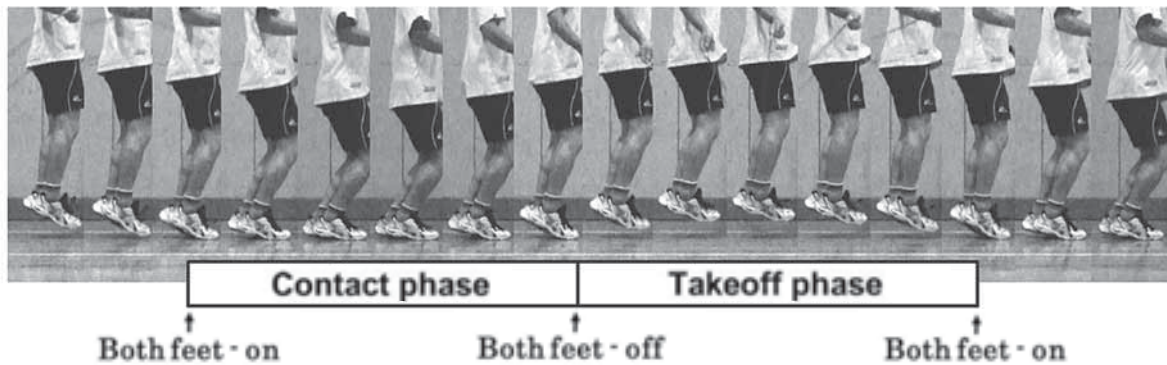 Contact phase
Takeoff phase
Both feet - on
Both feet - off
Both feet - on